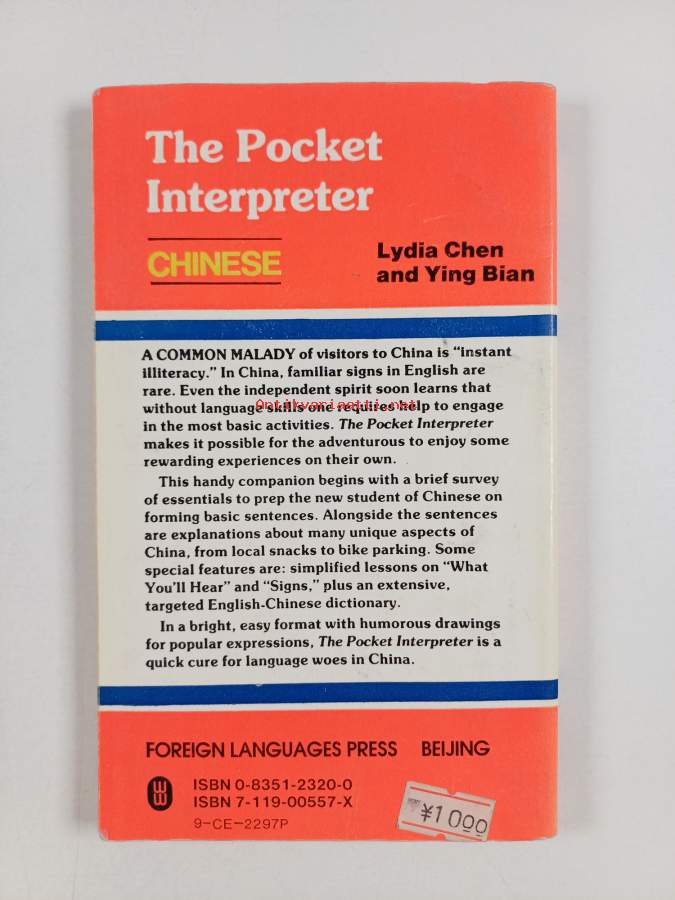 The Pocket
Interpreter
CHINESE
Lydia Chen
and Ying Bian
A COMMON MALADY of visitors to China is “instant
illiteracy.” In China, familiar signs in English are
rare. Even the independent spirit soon learns that
without language skills one requires help to engage
Antikvariaatti.net
in the most basic activities. The Pocket Interpreter
makes it possible for the adventurous to enjoy some
rewarding experiences on their own.
This handy companion begins with a brief survey
of essentials to prep the new student of Chinese on
forming basic sentences. Alongside the sentences
are explanations about many unique aspects of
China, from local snacks to bike parking. Some
special features are: simplified lessons on “What
You'll Hear” and “Signs,” plus an extensive,
targeted English-Chinese dictionary.
In a bright, easy format with humorous drawings
for popular expressions, The Pocket Interpreter is a
quick cure for language woes in China.
FOREIGN LANGUAGES PRESS BEIJING
ISBN 0-8351-2320-0
ISBN 7-119-00557-X
9-CE-2297P
¥10.00